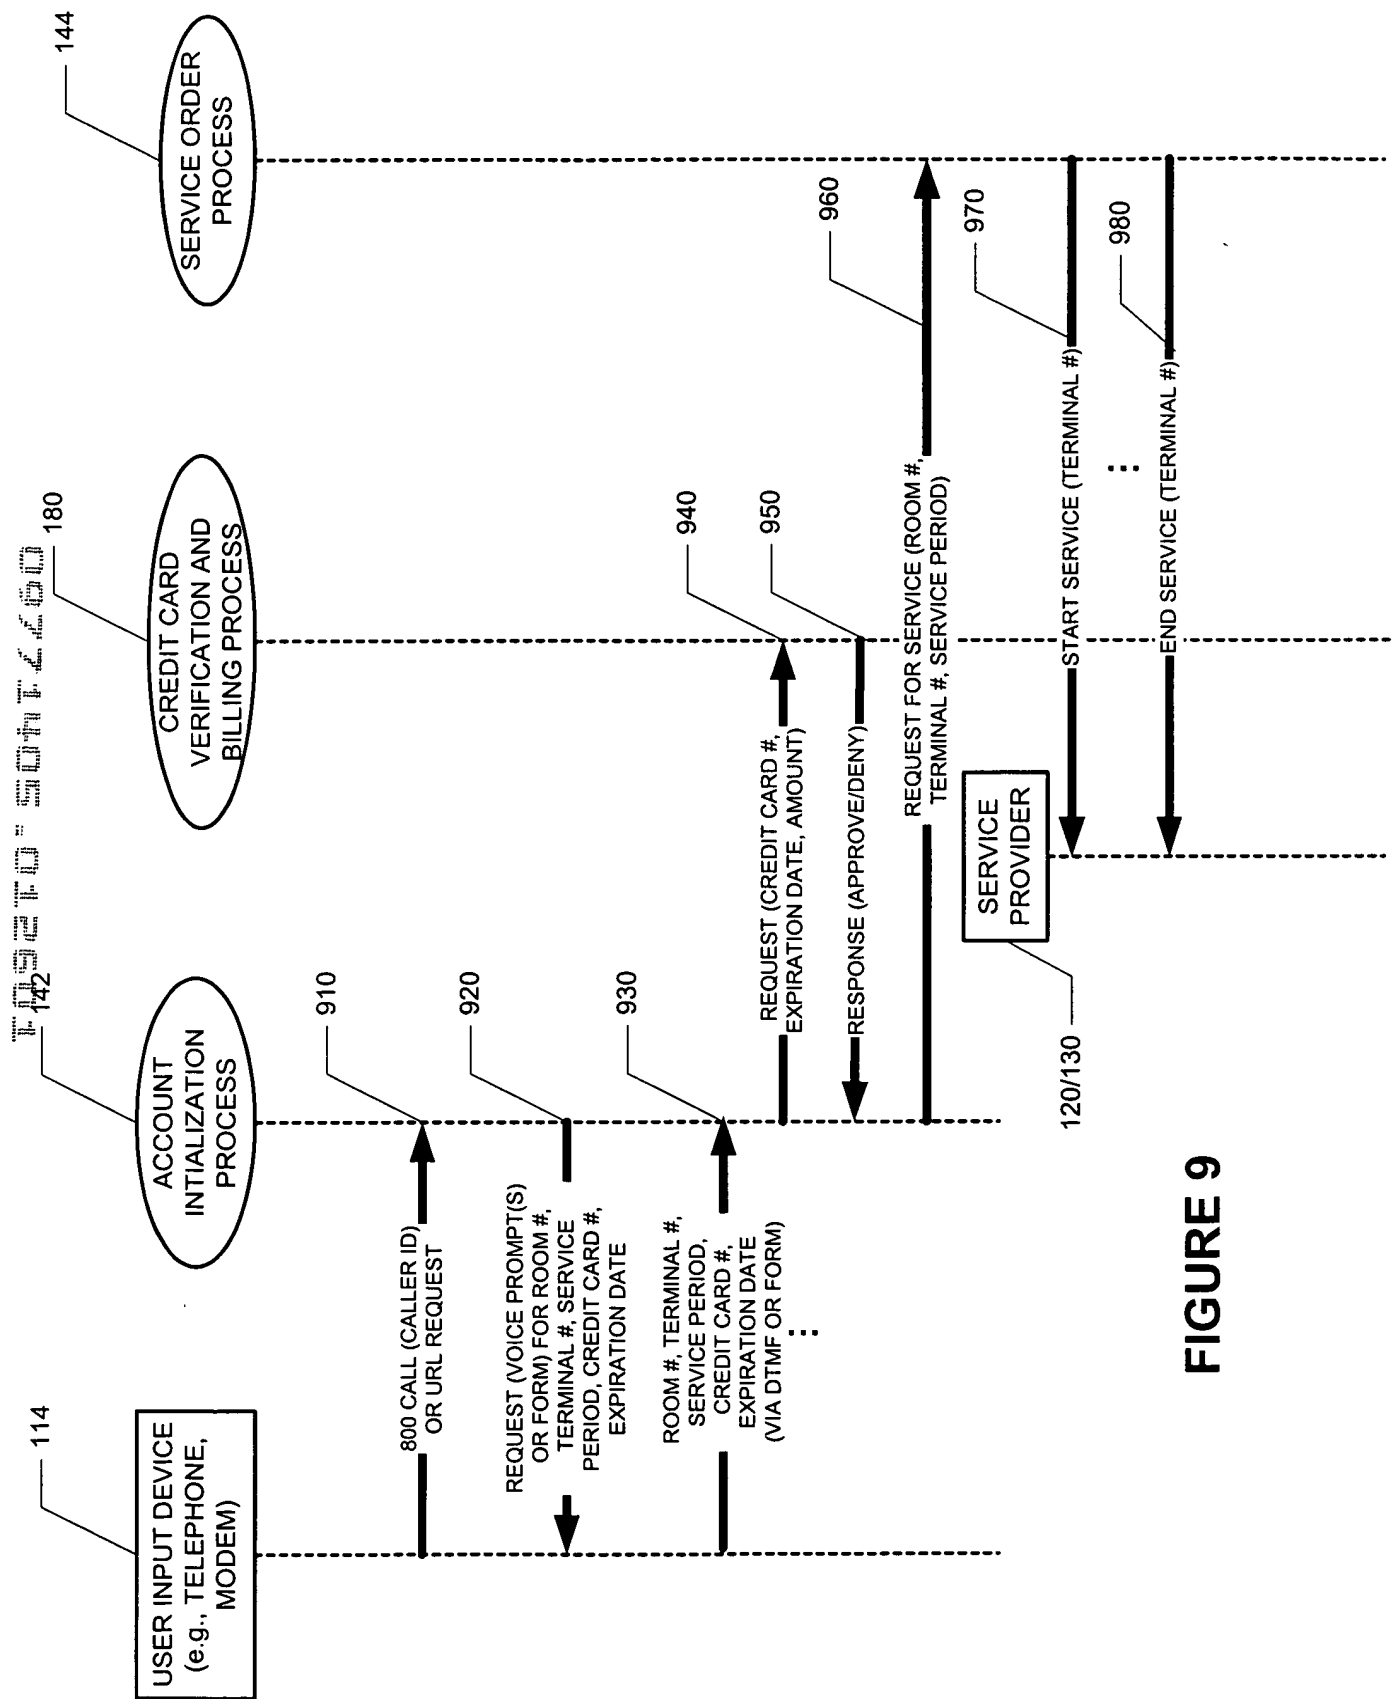 USER INPUT DEVICE
(e.g., TELEPHONE,
MODEM)
114
ACCOUNT
INTIALIZATION
PROCESS
142
CREDIT CARD
VERIFICATION AND
BILLING PROCESS
180
SERVICE ORDER
PROCESS
144
800 CALL (CALLER ID)
OR URL REQUEST
910
REQUEST (VOICE PROMPT(S)
OR FORM) FOR ROOM #,
TERMINAL #, SERVICE
PERIOD, CREDIT CARD #,
EXPIRATION DATE
920
ROOM #, TERMINAL #,
SERVICE PERIOD,
CREDIT CARD #,
EXPIRATION DATE
(VIA DTMF OR FORM)
...
930
REQUEST (CREDIT CARD #,
EXPIRATION DATE, AMOUNT)
940
RESPONSE (APPROVE/DENY)
950
REQUEST FOR SERVICE (ROOM #,
TERMINAL #, SERVICE PERIOD)
960
SERVICE
PROVIDER
120/130
START SERVICE (TERMINAL #)
970
...
END SERVICE (TERMINAL #)
980
FIGURE 9